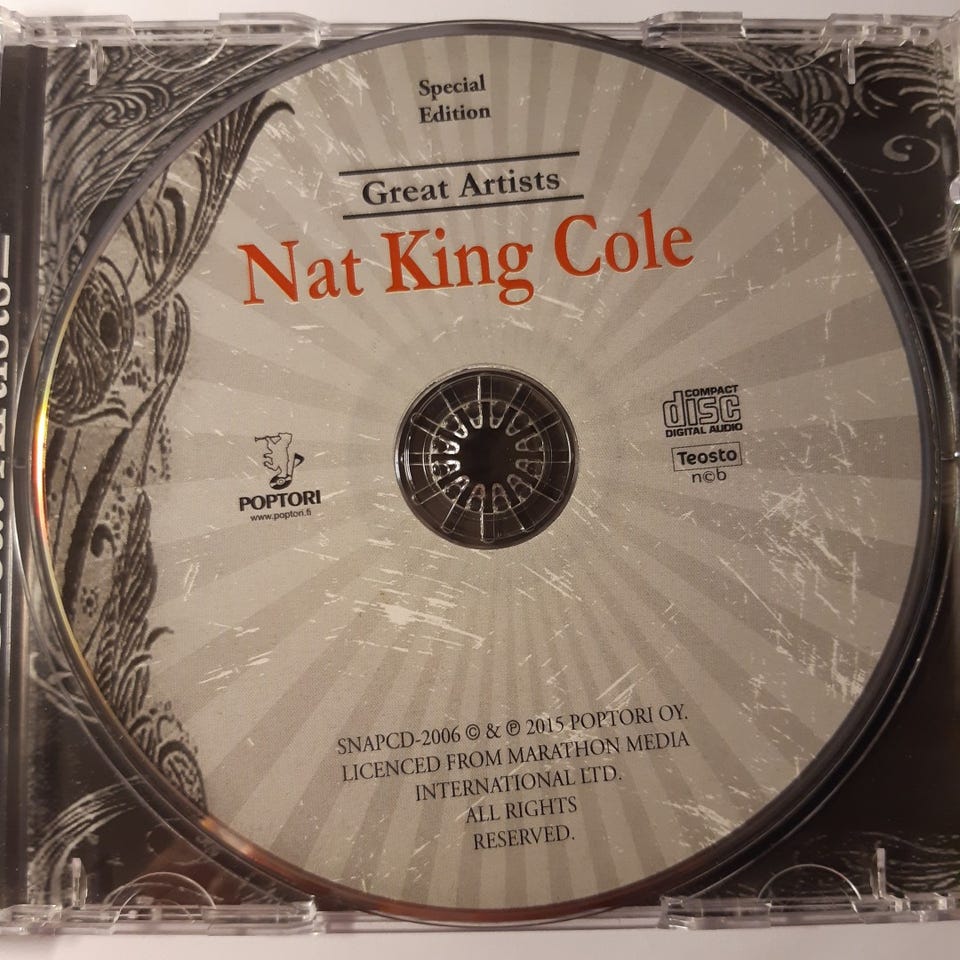 Special
Edition
Great Artists
Nat King Cole
COMPACT
disc
DIGITAL AUDIO
Teosto
n©b
POPTORI
www.poptori.fi
SNAPCD-2006 © & ℗ 2015 POPTORI OY.
LICENCED FROM MARATHON MEDIA
INTERNATIONAL LTD.
ALL RIGHTS
RESERVED.